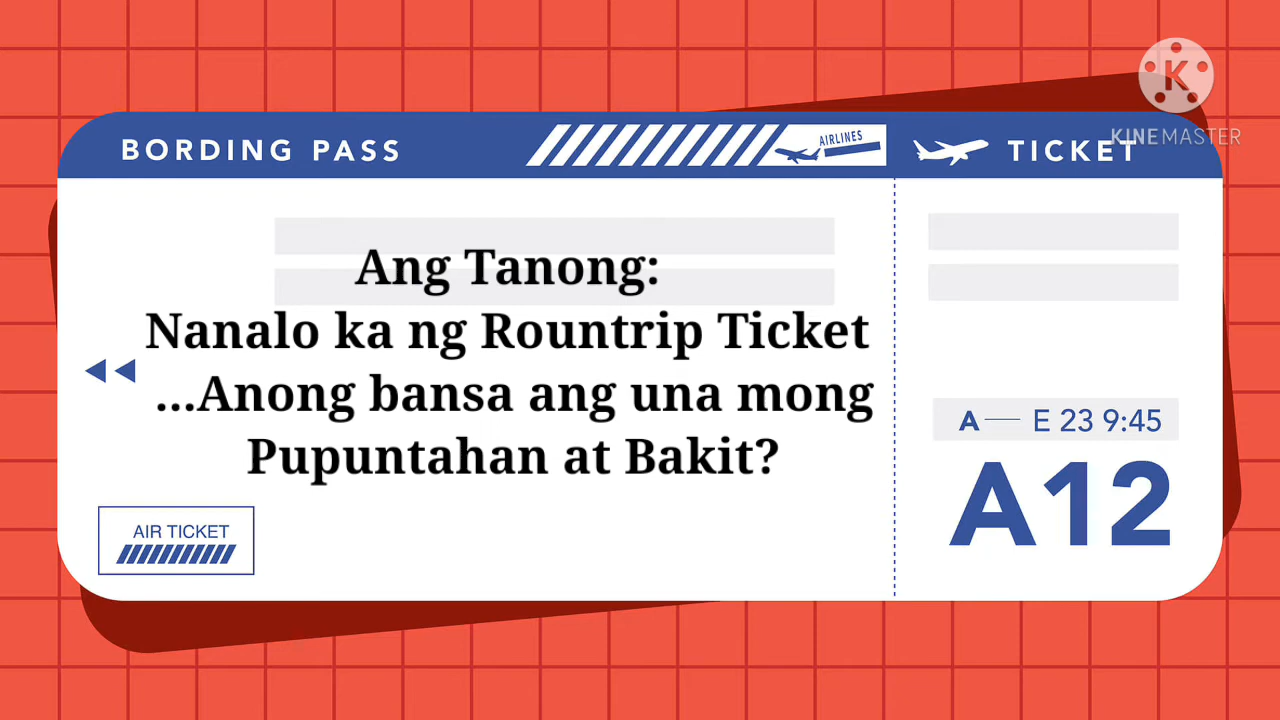 K
KINEMASTER
BORDING PASS
AIRLINES
TICKET
Ang Tanong:
Nanalo ka ng Rountrip Ticket
...Anong bansa ang una mong
Pupuntahan at Bakit?
A — E 23 9:45
A12
AIR TICKET